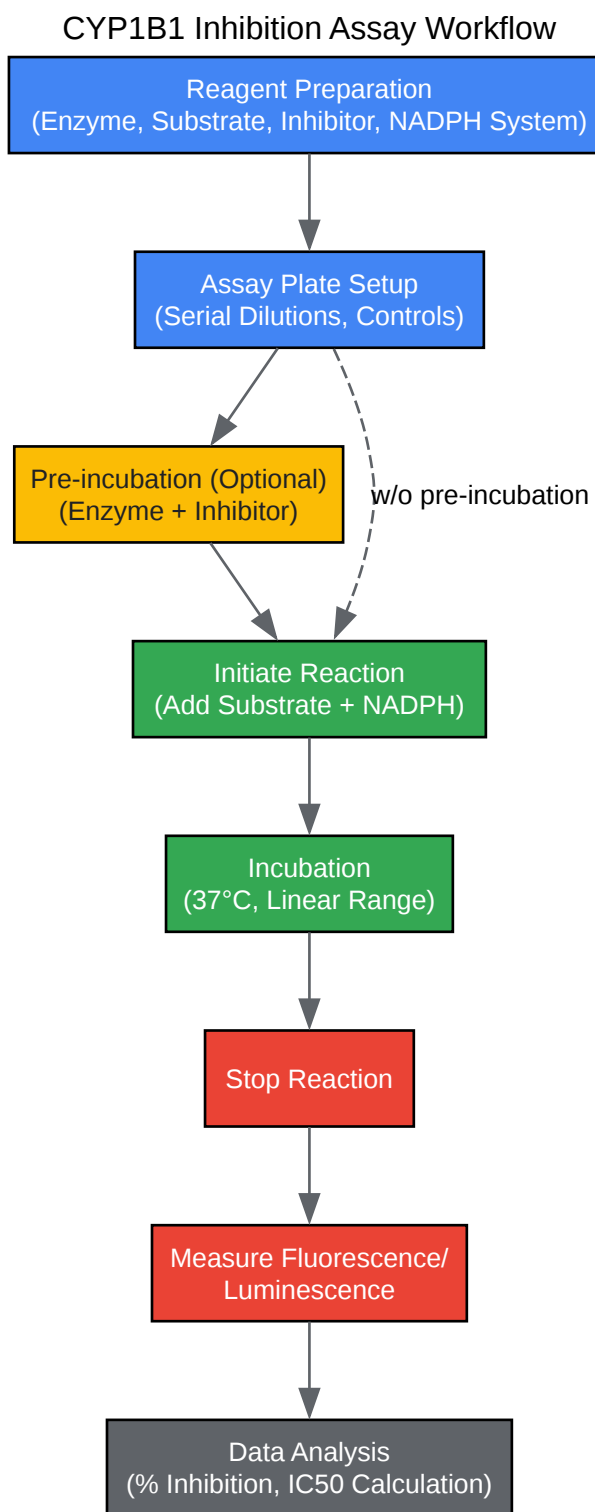 CYP1B1 Inhibition Assay Workflow
Reagent Preparation
(Enzyme, Substrate, Inhibitor, NADPH System)
Assay Plate Setup
(Serial Dilutions, Controls)
Pre-incubation (Optional)
(Enzyme + Inhibitor)
w/o pre-incubation
Initiate Reaction
(Add Substrate + NADPH)
Incubation
(37°C, Linear Range)
Stop Reaction
Measure Fluorescence/
Luminescence
Data Analysis
(% Inhibition, IC50 Calculation)